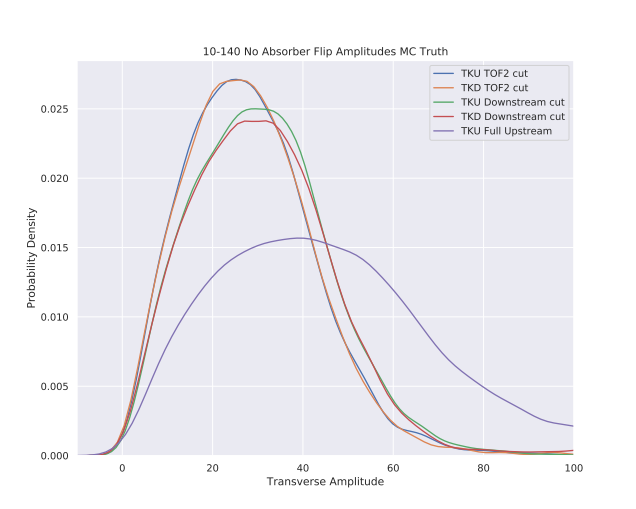 10-140 No Absorber Flip Amplitudes MC Truth
TKU TOF2 cut
TKD TOF2 cut
TKU Downstream cut
TKD Downstream cut
TKU Full Upstream
Probability Density
0.025
0.020
0.015
0.010
0.005
0.000
0 20 40 60 80 100
Transverse Amplitude